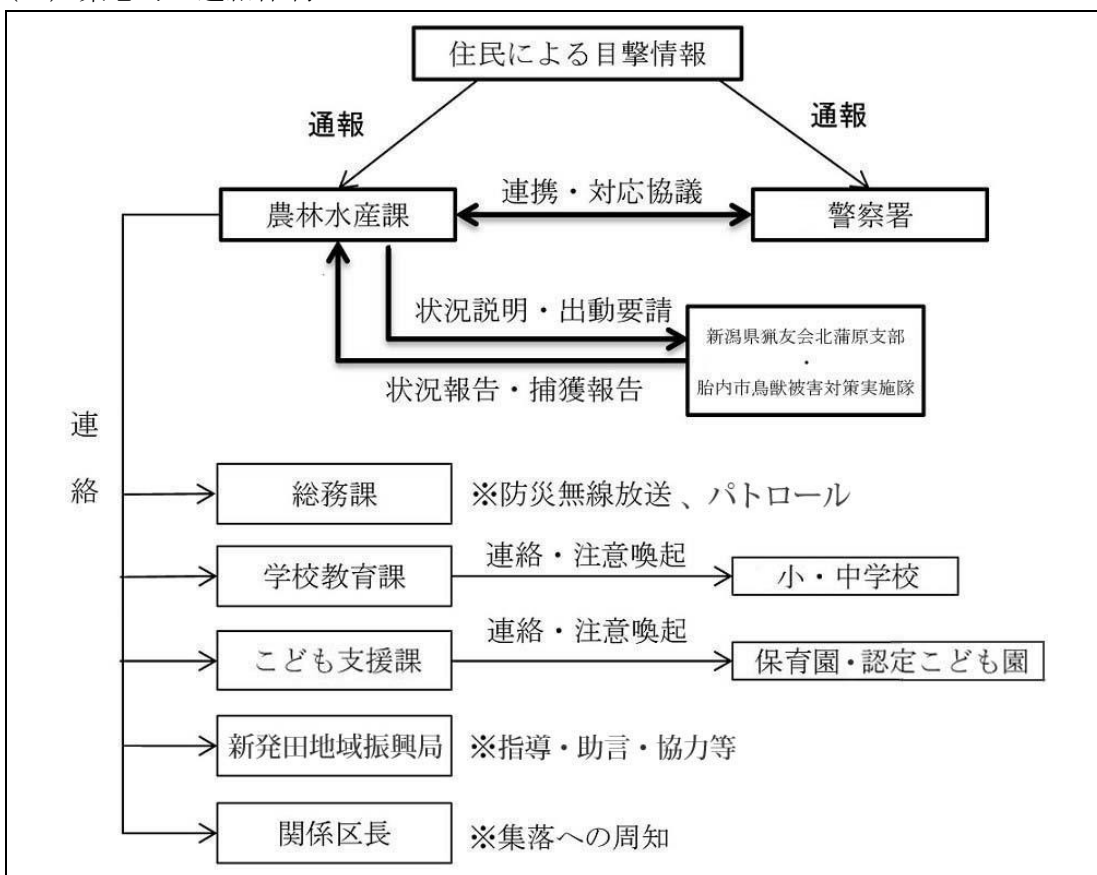 住民による目撃情報
通報
通報
農林水産課
連携・対応協議
警察署
状況説明・出動要請
新潟県猟友会北蒲原支部
・
胎内市鳥獣被害対策実施隊
状況報告・捕獲報告
連
絡
総務課
※防災無線放送、パトロール
学校教育課
連絡・注意喚起
小・中学校
こども支援課
連絡・注意喚起
保育園・認定こども園
新発田地域振興局
※指導・助言・協力等
関係区長
※集落への周知